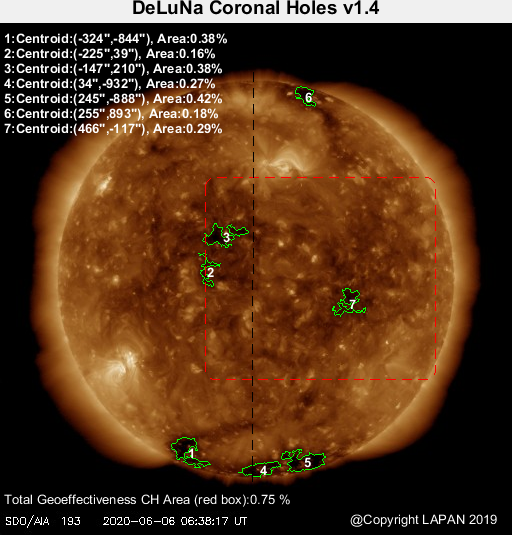 DeLuNa Coronal Holes v1.4
1:Centroid:(-324",-844"), Area:0.38%
2:Centroid:(-225",39"), Area:0.16%
3:Centroid:(-147",210"), Area:0.38%
4:Centroid:(34",-932"), Area:0.27%
5:Centroid:(245",-888"), Area:0.42%
6:Centroid:(255",893"), Area:0.18%
7:Centroid:(466",-117"), Area:0.29%
6
3
2
7
1
4
5
Total Geoeffectiveness CH Area (red box):0.75 %
SDO/AIA 193 2020-06-06 06:38:17 UT
@Copyright LAPAN 2019